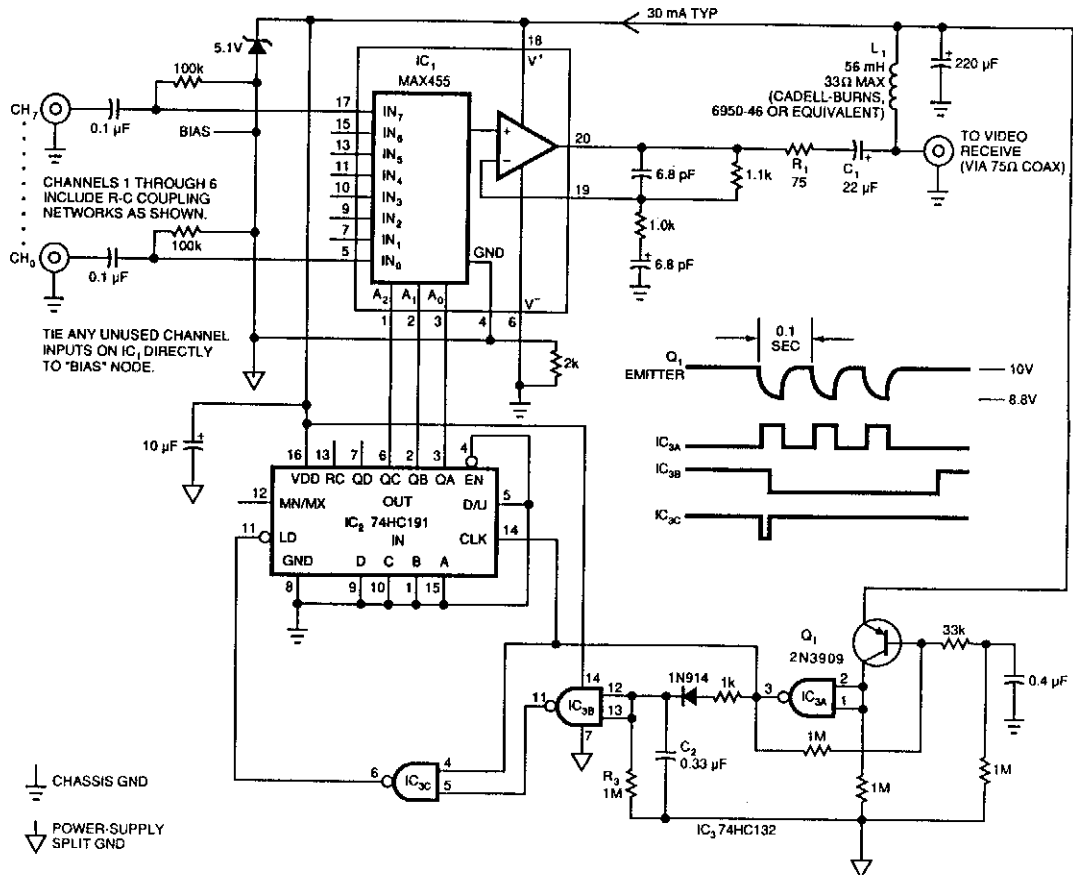 30 mA TYP
5.1V
100k
CH7
0.1 µF
BIAS
CHANNELS 1 THROUGH 6
INCLUDE R-C COUPLING
NETWORKS AS SHOWN.
CH0
100k
0.1 µF
TIE ANY UNUSED CHANNEL
INPUTS ON IC1 DIRECTLY
TO "BIAS" NODE.
IC1
MAX455
18
V+
17 IN7
15 IN6
13 IN5
11 IN4
10 IN3
9 IN2
7 IN1
5 IN0
+
−
20
19
GND
A2 A1 A0
V−
1 2 3 4 6
2k
6.8 pF
1.1k
1.0k
+
6.8 pF
R1
75
C1
22 µF
+
L1
56 mH
33Ω MAX
(CADELL-BURNS,
6950-46 OR EQUIVALENT)
+
220 µF
TO VIDEO
RECEIVE
(VIA 75Ω COAX)
0.1
SEC
Q1
EMITTER
10V
8.8V
IC3A
IC3B
IC3C
10 µF
+
16 13 7 6 2 3 4
VDD RC QD QC QB QA EN
12 MN/MX
OUT
D/U 5
IC2 74HC191
11 LD
IN
CLK 14
GND D C B A
8 9 10 1 15
Q1
2N3909
33k
0.4 µF
1N914
1k
3
IC3A
2
1
14
11
IC3B
12
13
7
1M
C2
0.33 µF
R3
1M
1M
1M
6
IC3C
4
5
IC3 74HC132
CHASSIS GND
POWER-SUPPLY
SPLIT GND